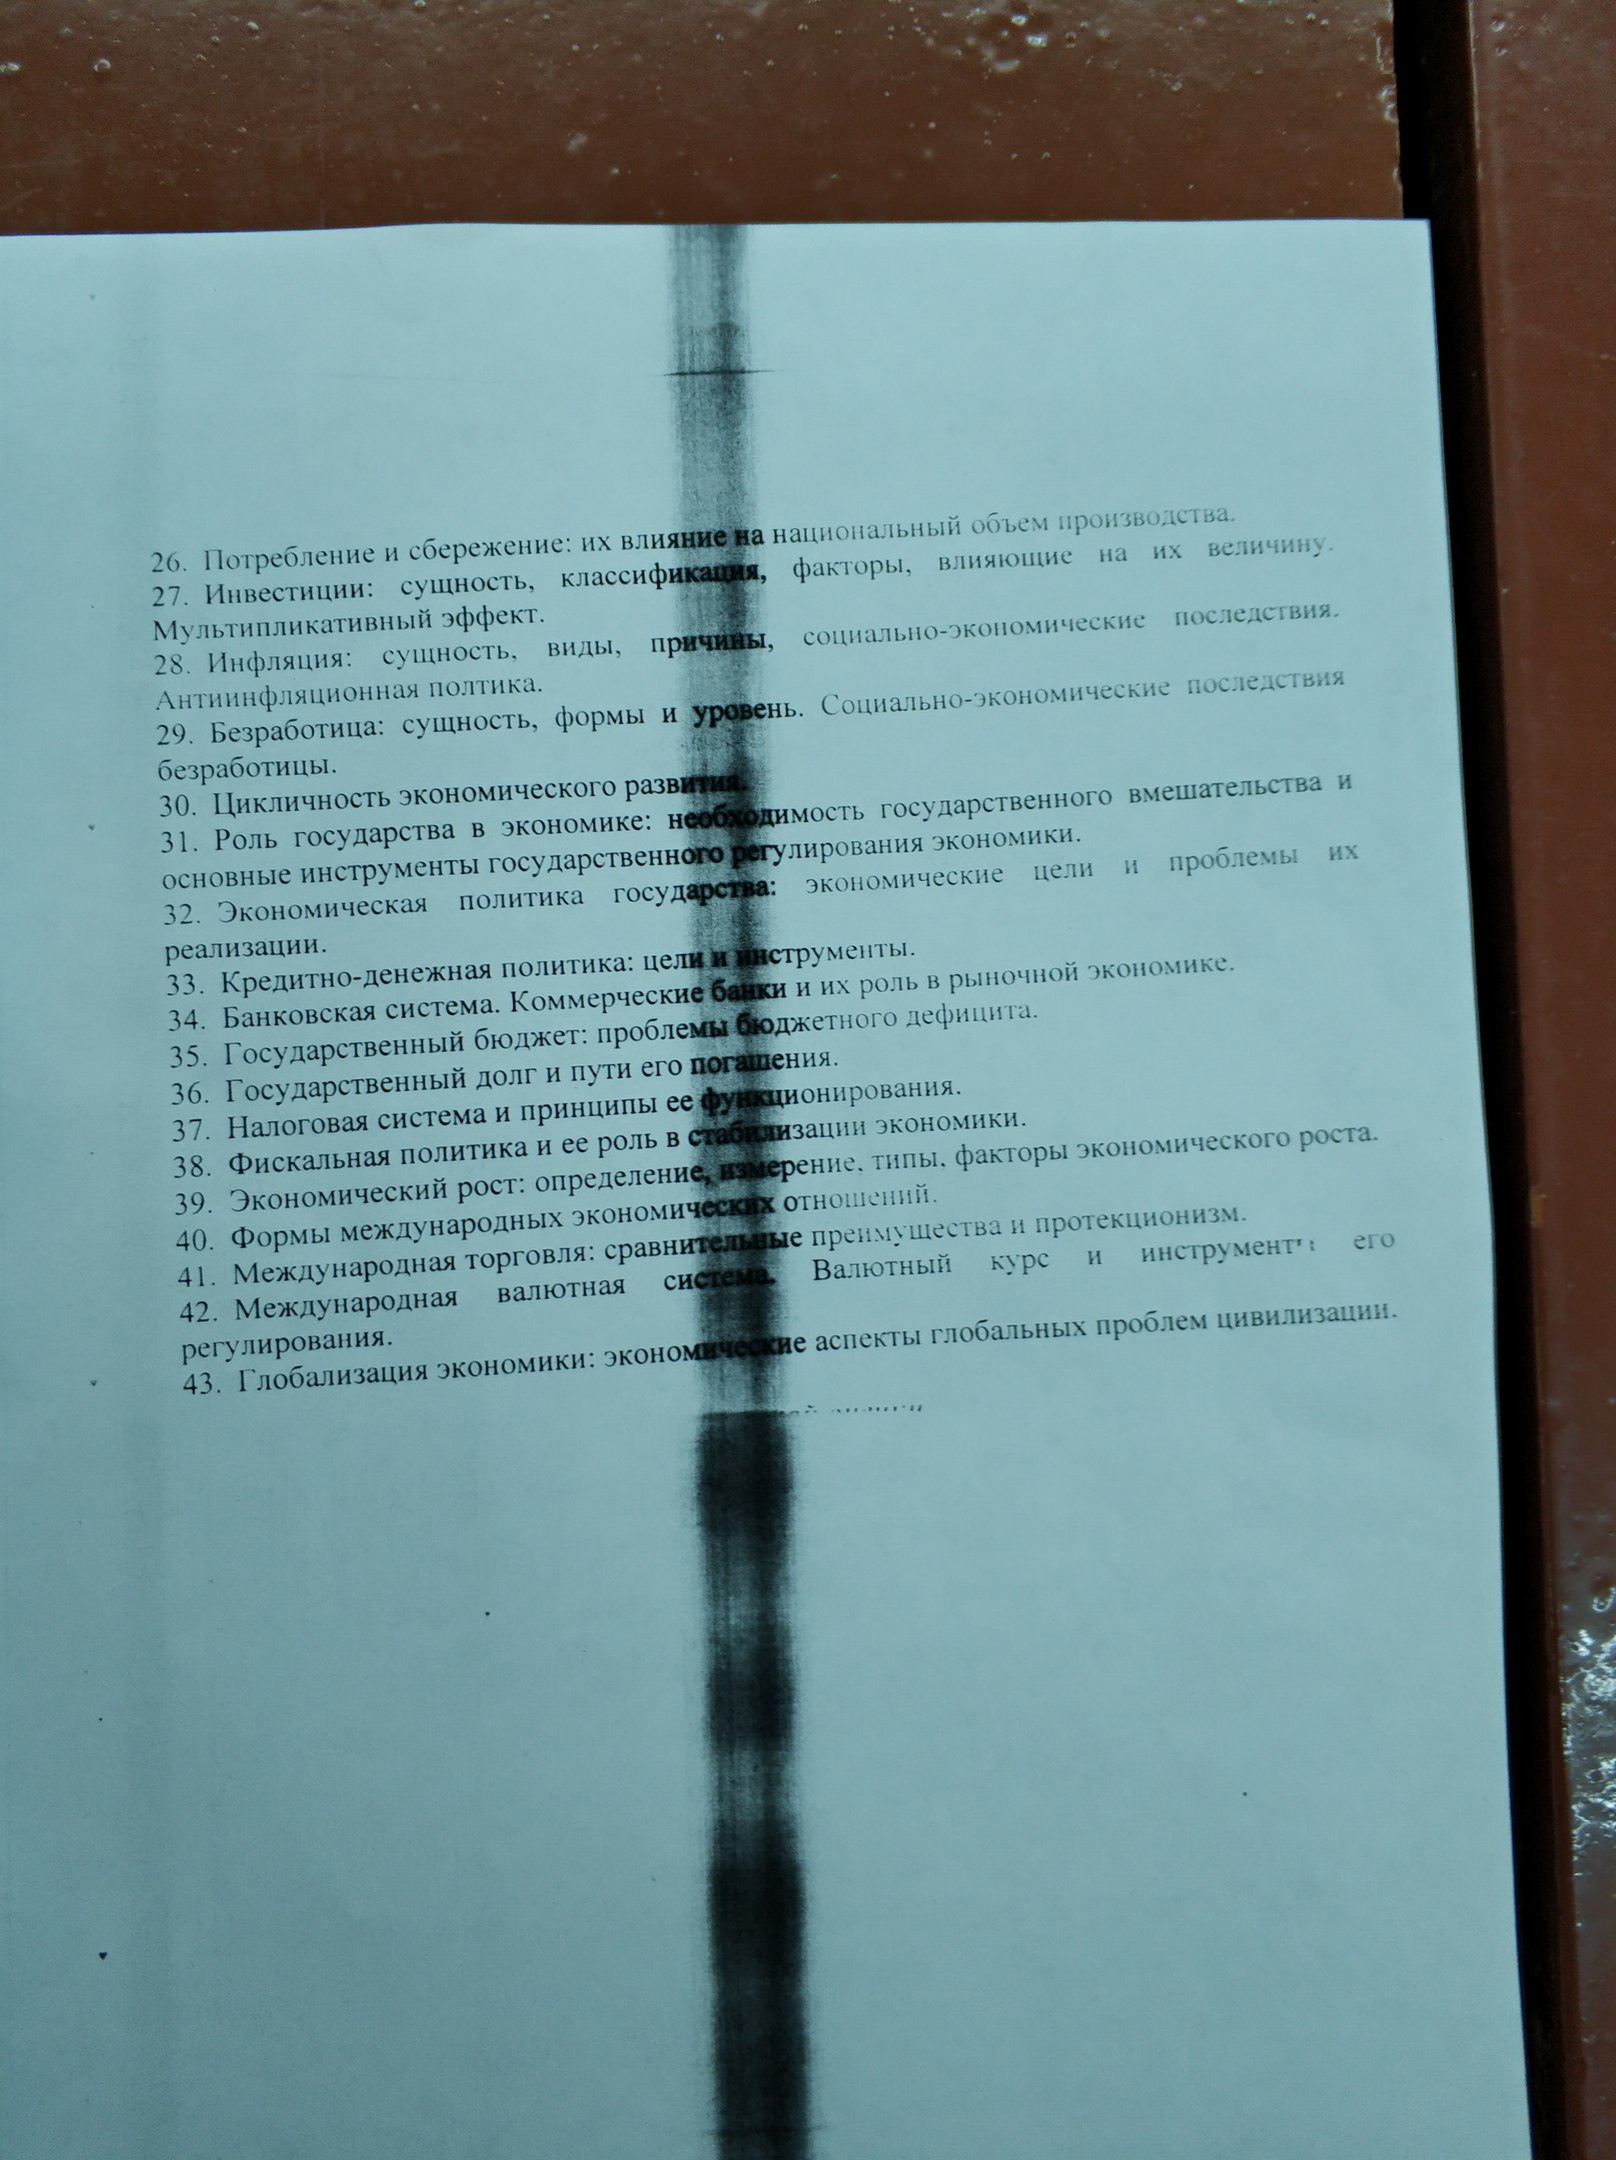 26. Потребление и сбережение: их влияние на национальный объем производства.
27. Инвестиции: сущность, классификация, факторы, влияющие на их величину.
Мультипликативный эффект.
28. Инфляция: сущность, виды, причины, социально-экономические последствия.
Антиинфляционная полтика.
29. Безработица: сущность, формы и уровень. Социально-экономические последствия
безработицы.
30. Цикличность экономического развития.
31. Роль государства в экономике: необходимость государственного вмешательства и
основные инструменты государственного регулирования экономики.
32. Экономическая политика государства: экономические цели и проблемы их
реализации.
33. Кредитно-денежная политика: цели и инструменты.
34. Банковская система. Коммерческие банки и их роль в рыночной экономике.
35. Государственный бюджет: проблемы бюджетного дефицита.
36. Государственный долг и пути его погашения.
37. Налоговая система и принципы ее функционирования.
38. Фискальная политика и ее роль в стабилизации экономики.
39. Экономический рост: определение, измерение, типы, факторы экономического роста.
40. Формы международных экономических отношений.
41. Международная торговля: сравнительные преимущества и протекционизм.
42. Международная валютная система. Валютный курс и инструменты его
регулирования.
43. Глобализация экономики: экономические аспекты глобальных проблем цивилизации.